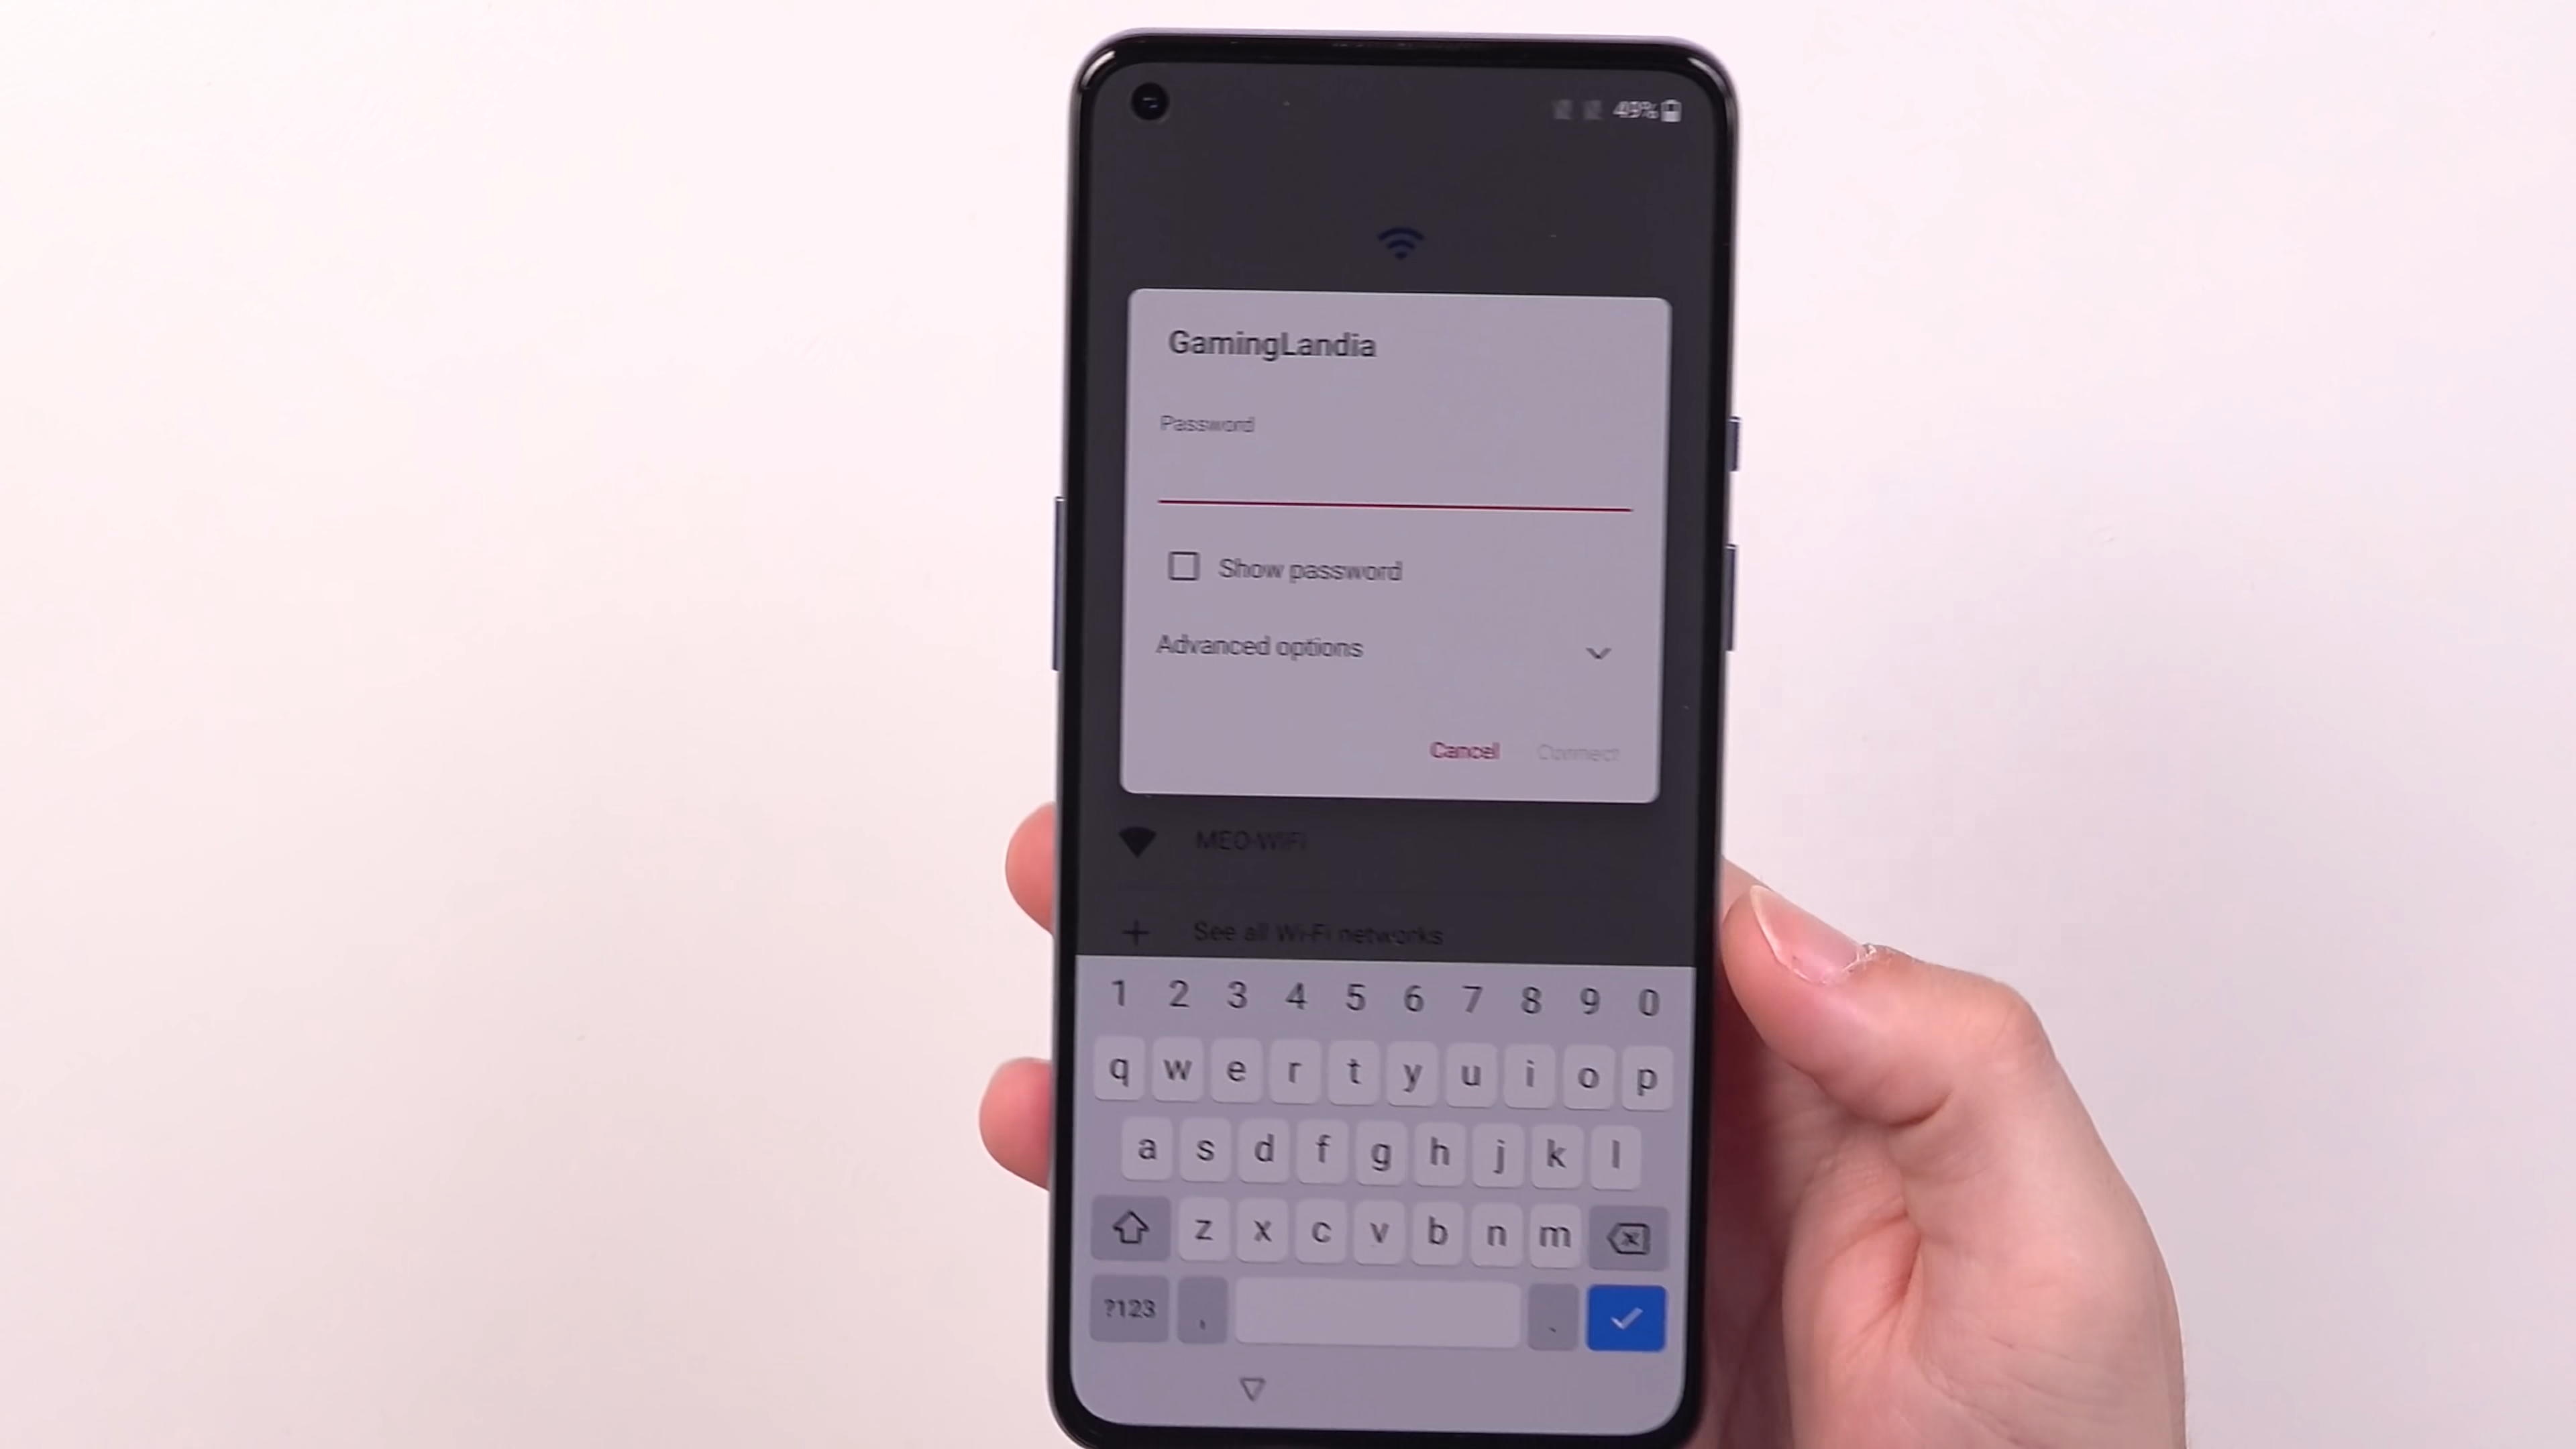 49%
GamingLandia
Password
Show password
Advanced options
Cancel Connect
MEO-WiFi
See all Wi-Fi networks
1 2 3 4 5 6 7 8 9 0
q w e r t y u i o p
a s d f g h j k l
z x c v b n m
?123 , .